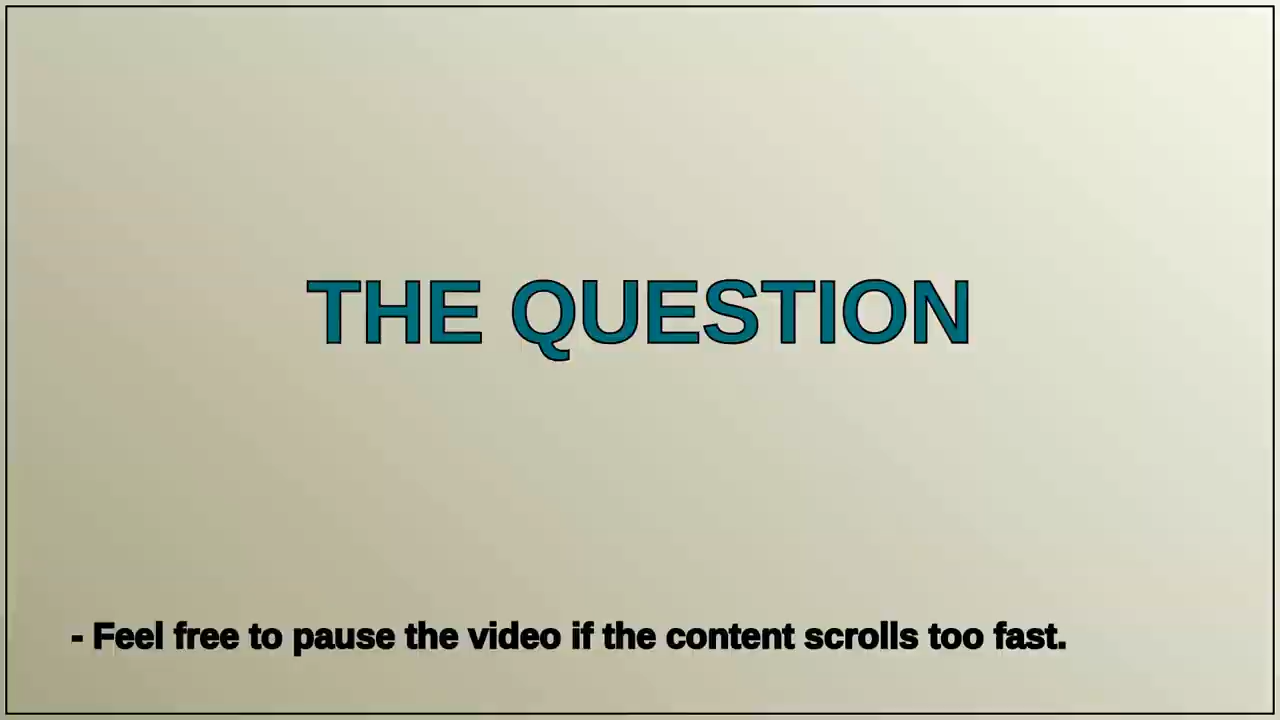 THE QUESTION
- Feel free to pause the video if the content scrolls too fast.